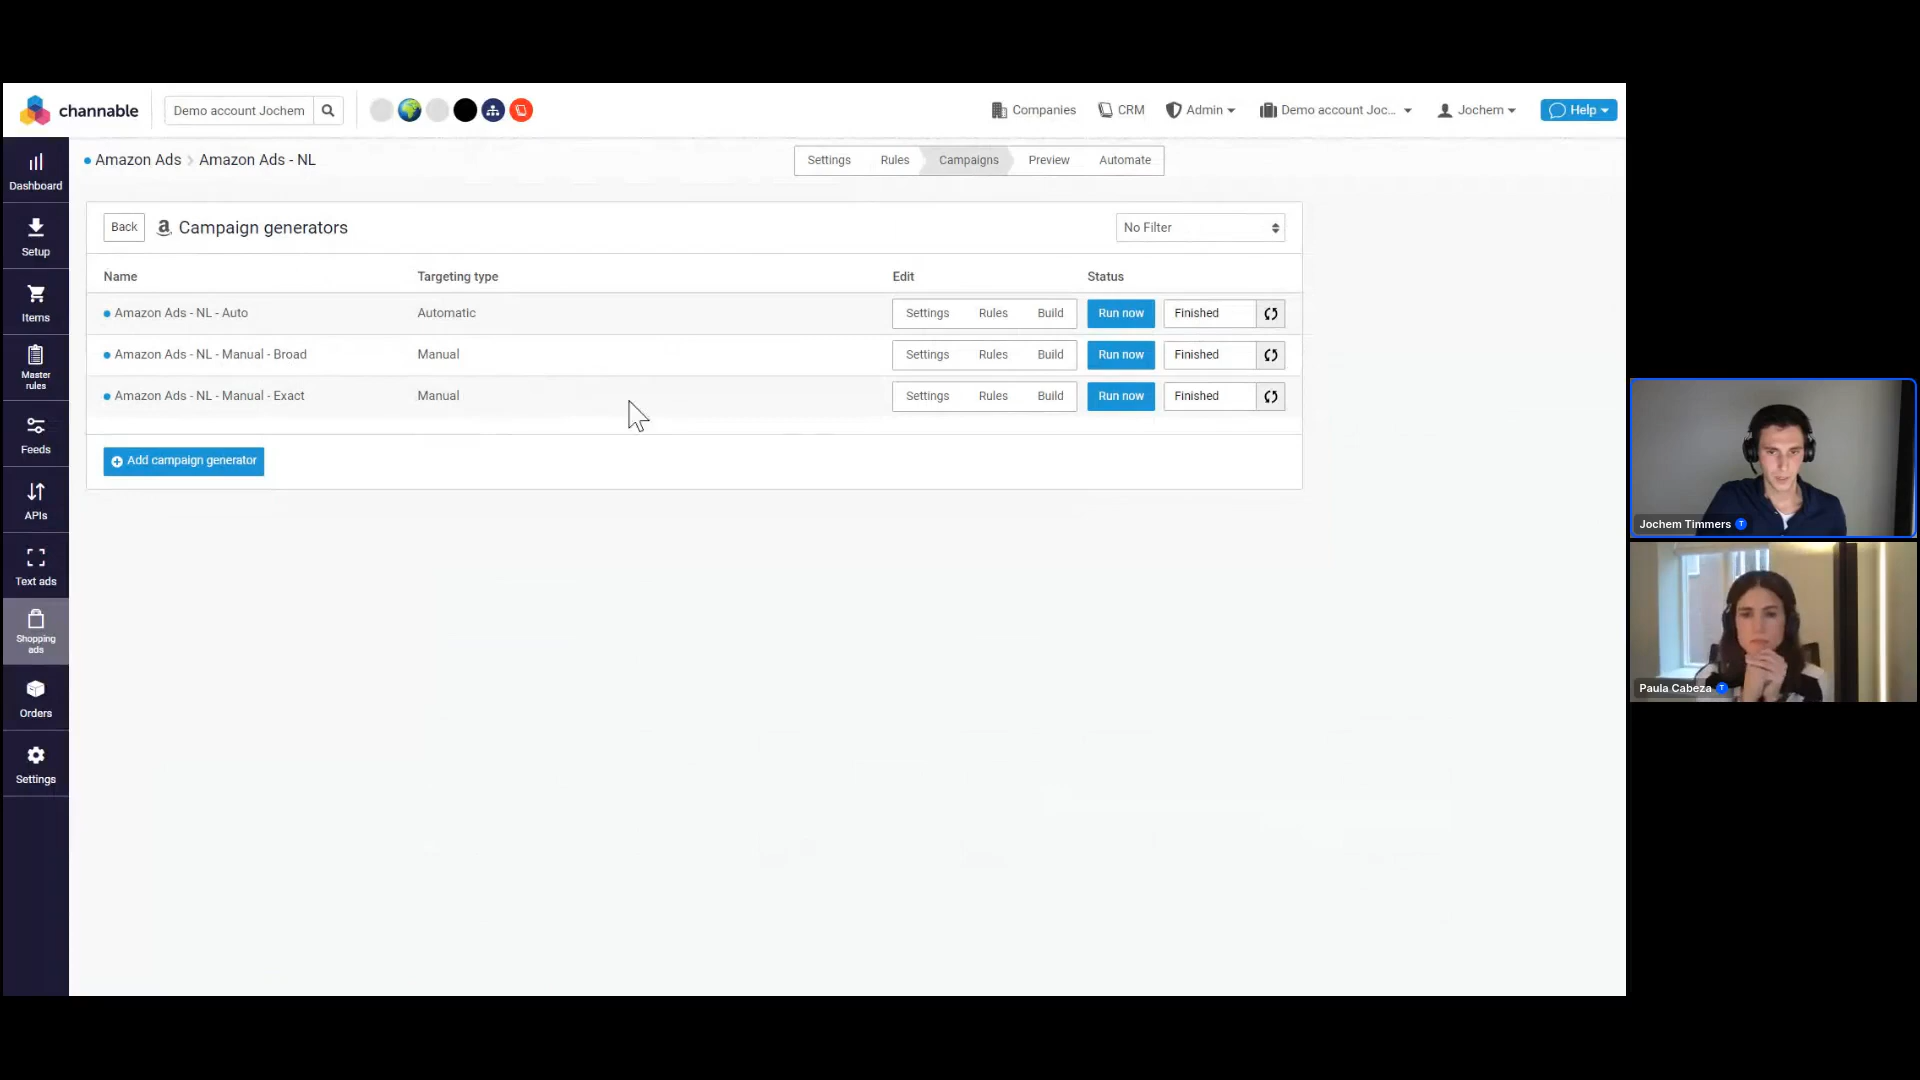 channable
Demo account Jochem
Companies
CRM
Admin
Demo account Joc...
Jochem
Help
Amazon Ads
Amazon Ads - NL
Settings
Rules
Campaigns
Preview
Automate
Dashboard
Setup
Items
Master rules
Feeds
APIs
Text ads
Shopping ads
Orders
Settings
Back
a
Campaign generators
No Filter
Name
Targeting type
Edit
Status
Amazon Ads - NL - Auto
Automatic
Settings
Rules
Build
Run now
Finished
Amazon Ads - NL - Manual - Broad
Manual
Settings
Rules
Build
Run now
Finished
Amazon Ads - NL - Manual - Exact
Manual
Settings
Rules
Build
Run now
Finished
Add campaign generator
Jochem Timmers
T
Paula Cabeza
T